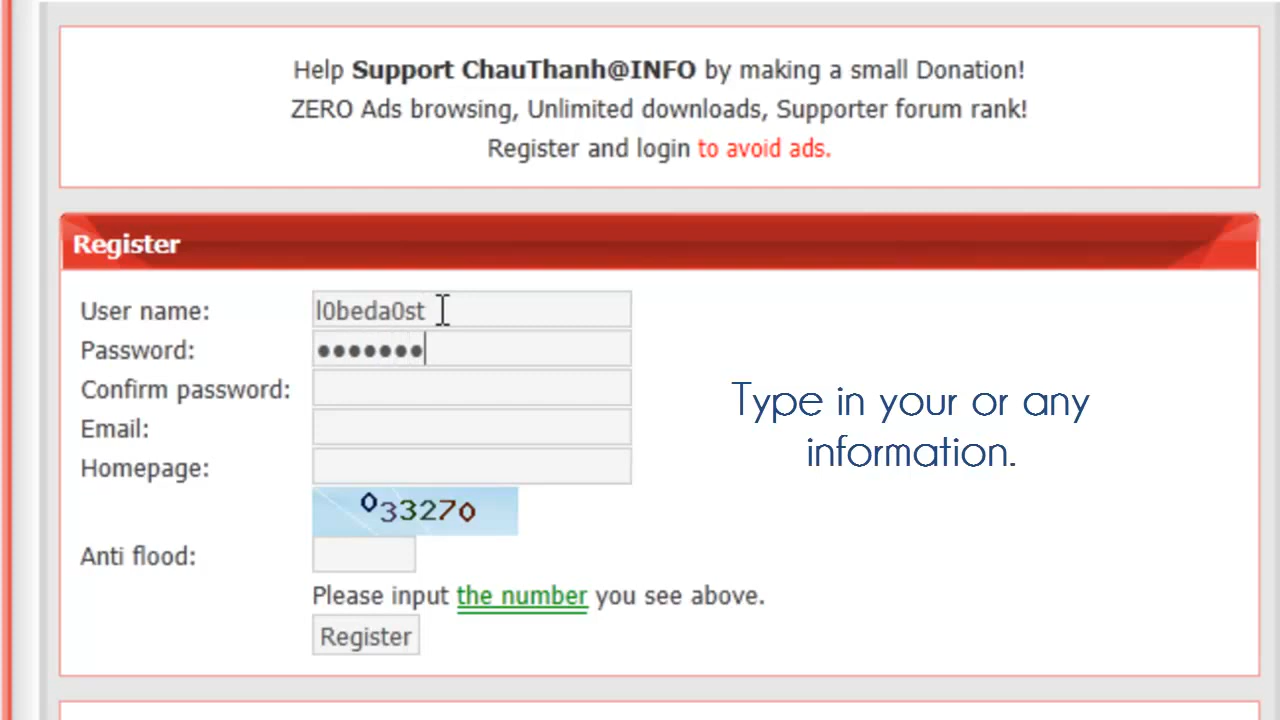 Help Support ChauThanh@INFO by making a small Donation!
ZERO Ads browsing, Unlimited downloads, Supporter forum rank!
Register and login to avoid ads.
Register
User name: l0beda0st
Password: •••••••
Confirm password:
Email:
Homepage:
Type in your or any
information.
033270
Anti flood:
Please input the number you see above.
Register